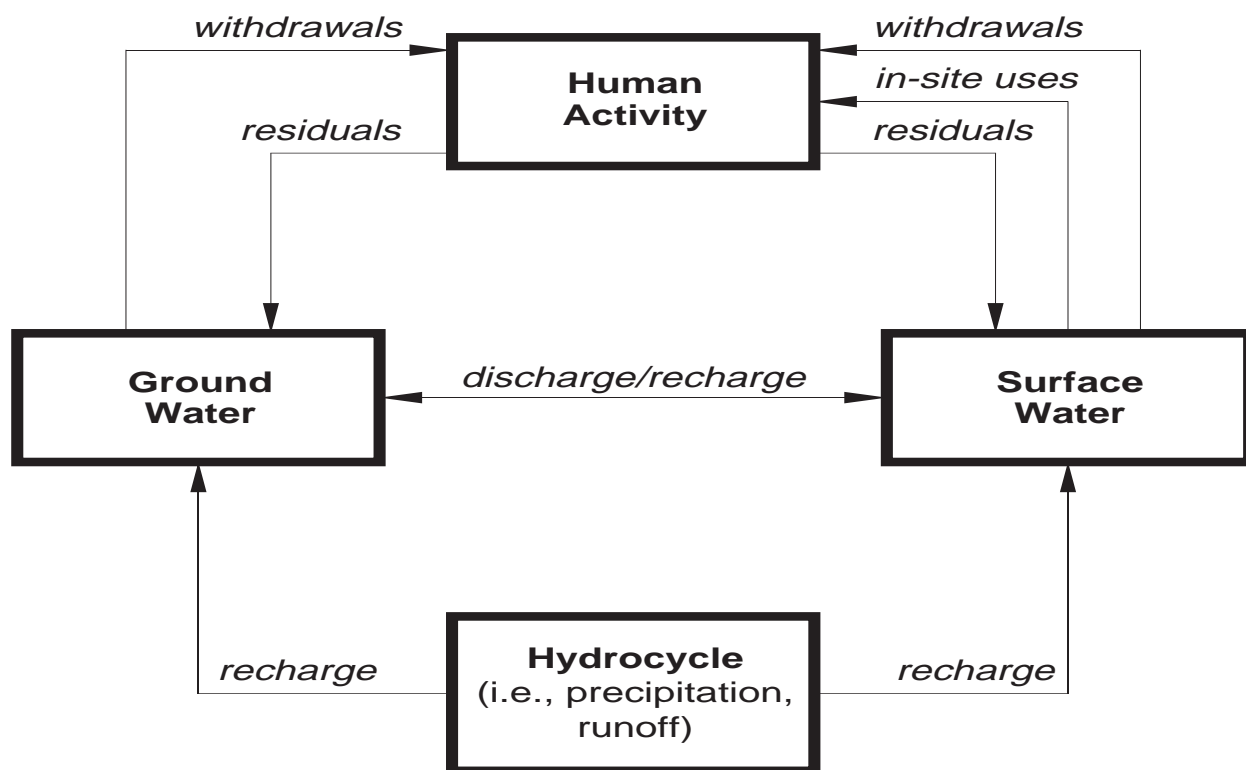 withdrawals
withdrawals
Human
Activity
in-site uses
residuals
residuals
Ground
Water
discharge/recharge
Surface
Water
recharge
Hydrocycle
(i.e., precipitation,
runoff)
recharge